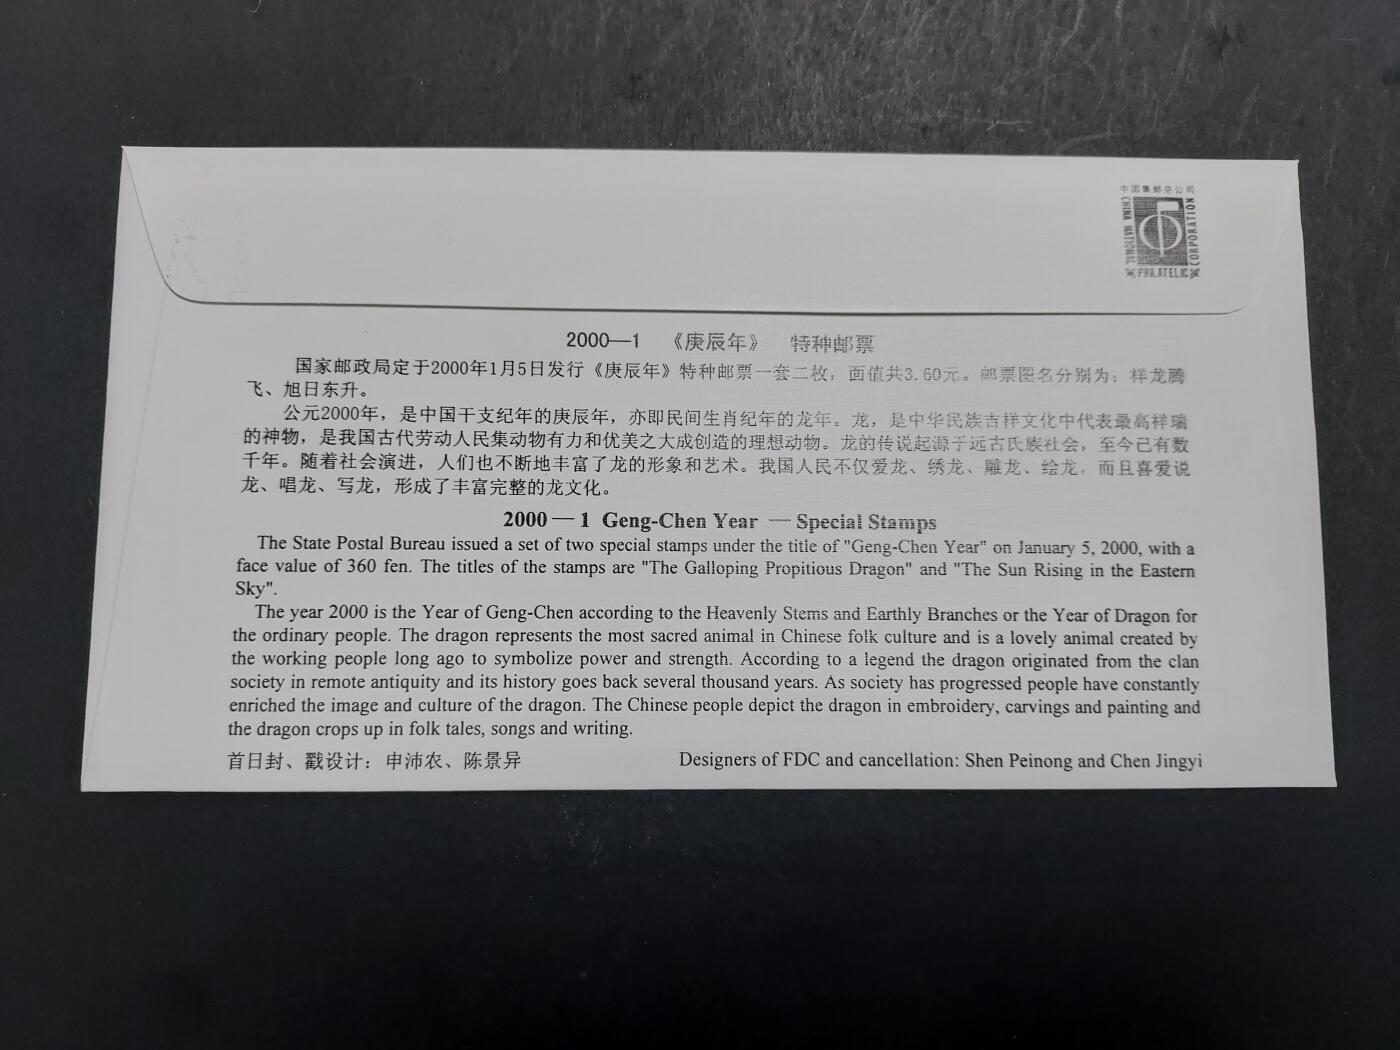 中国集邮总公司
CHINA NATIONAL
PHILATELIC
CORPORATION
2000—1 《庚辰年》 特种邮票
国家邮政局定于2000年1月5日发行《庚辰年》特种邮票一套二枚，面值共3.60元。邮票图名分别为：祥龙腾
飞、旭日东升。
公元2000年，是中国干支纪年的庚辰年，亦即民间生肖纪年的龙年。龙，是中华民族吉祥文化中代表最高祥瑞
的神物，是我国古代劳动人民集动物有力和优美之大成创造的理想动物。龙的传说起源于远古氏族社会，至今已有数
千年。随着社会演进，人们也不断地丰富了龙的形象和艺术。我国人民不仅爱龙、绣龙、雕龙、绘龙，而且喜爱说
龙、唱龙、写龙，形成了丰富完整的龙文化。
2000 — 1 Geng-Chen Year — Special Stamps
The State Postal Bureau issued a set of two special stamps under the title of "Geng-Chen Year" on January 5, 2000, with a
face value of 360 fen. The titles of the stamps are "The Galloping Propitious Dragon" and "The Sun Rising in the Eastern
Sky".
The year 2000 is the Year of Geng-Chen according to the Heavenly Stems and Earthly Branches or the Year of Dragon for
the ordinary people. The dragon represents the most sacred animal in Chinese folk culture and is a lovely animal created by
the working people long ago to symbolize power and strength. According to a legend the dragon originated from the clan
society in remote antiquity and its history goes back several thousand years. As society has progressed people have constantly
enriched the image and culture of the dragon. The Chinese people depict the dragon in embroidery, carvings and painting and
the dragon crops up in folk tales, songs and writing.
首日封、戳设计：申沛农、陈景异 Designers of FDC and cancellation: Shen Peinong and Chen Jingyi